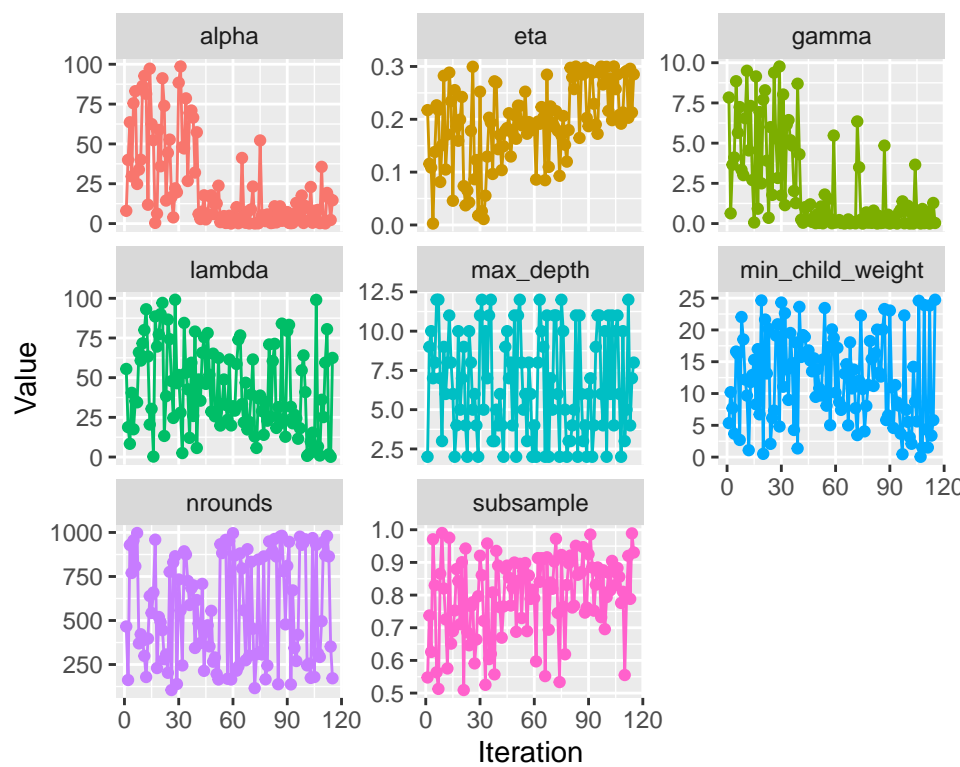 alpha eta gamma
100 0.3 10.0
75 7.5
0.2
50 5.0
25 0.1 2.5
0 0.0 0.0
lambda max_depth min_child_weight
100 12.5 25
75 10.0 20
50 7.5 15
10
25 5.0 5
0 2.5 0
0 30 60 90 120
nrounds subsample
1000 1.0
0.9
750 0.8
500 0.7
250 0.6
0.5
0 30 60 90 120 0 30 60 90 120
Iteration
Value